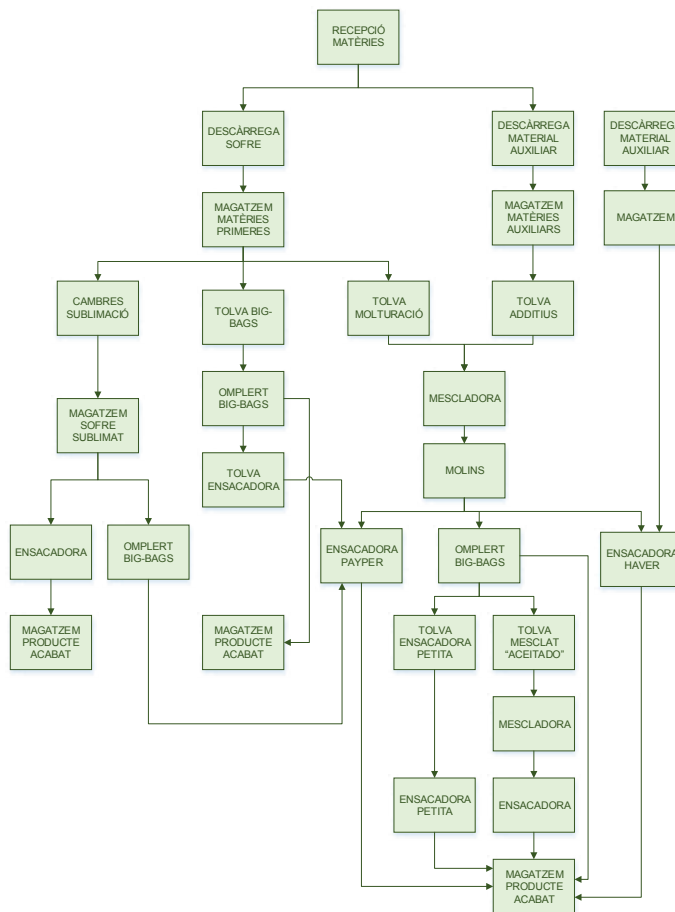 RECEPCIÓ
MATÈRIES
DESCÀRREGA
SOFRE
DESCÀRREGA
MATERIAL
AUXILIAR
DESCÀRREGA
MATERIAL
AUXILIAR
MAGATZEM
MATÈRIES
PRIMERES
MAGATZEM
MATÈRIES
AUXILIARS
MAGATZEM
CAMBRES
SUBLIMACIÓ
TOLVA BIG-
BAGS
TOLVA
MOLTURACIÓ
TOLVA
ADDITIUS
MAGATZEM
SOFRE
SUBLIMAT
OMPLERT
BIG-BAGS
MESCLADORA
TOLVA
ENSACADORA
MOLINS
ENSACADORA
OMPLERT
BIG-BAGS
ENSACADORA
PAYPER
OMPLERT
BIG-BAGS
ENSACADORA
HAVER
MAGATZEM
PRODUCTE
ACABAT
MAGATZEM
PRODUCTE
ACABAT
TOLVA
ENSACADORA
PETITA
TOLVA
MESCLAT
“ACEITADO”
MESCLADORA
ENSACADORA
PETITA
ENSACADORA
MAGATZEM
PRODUCTE
ACABAT